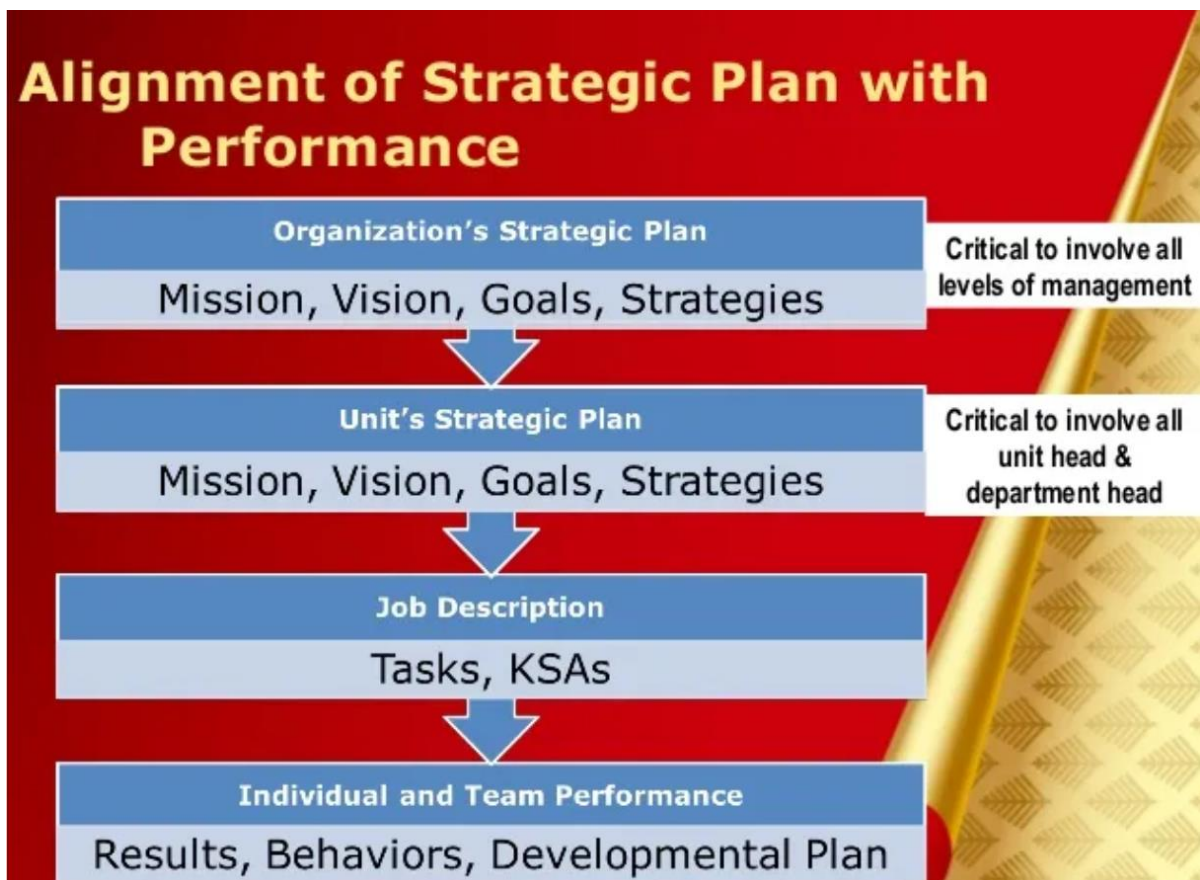 Alignment of Strategic Plan with
Performance
Organization's Strategic Plan
Mission, Vision, Goals, Strategies
Critical to involve all
levels of management
Unit's Strategic Plan
Mission, Vision, Goals, Strategies
Critical to involve all
unit head &
department head
Job Description
Tasks, KSAs
Individual and Team Performance
Results, Behaviors, Developmental Plan